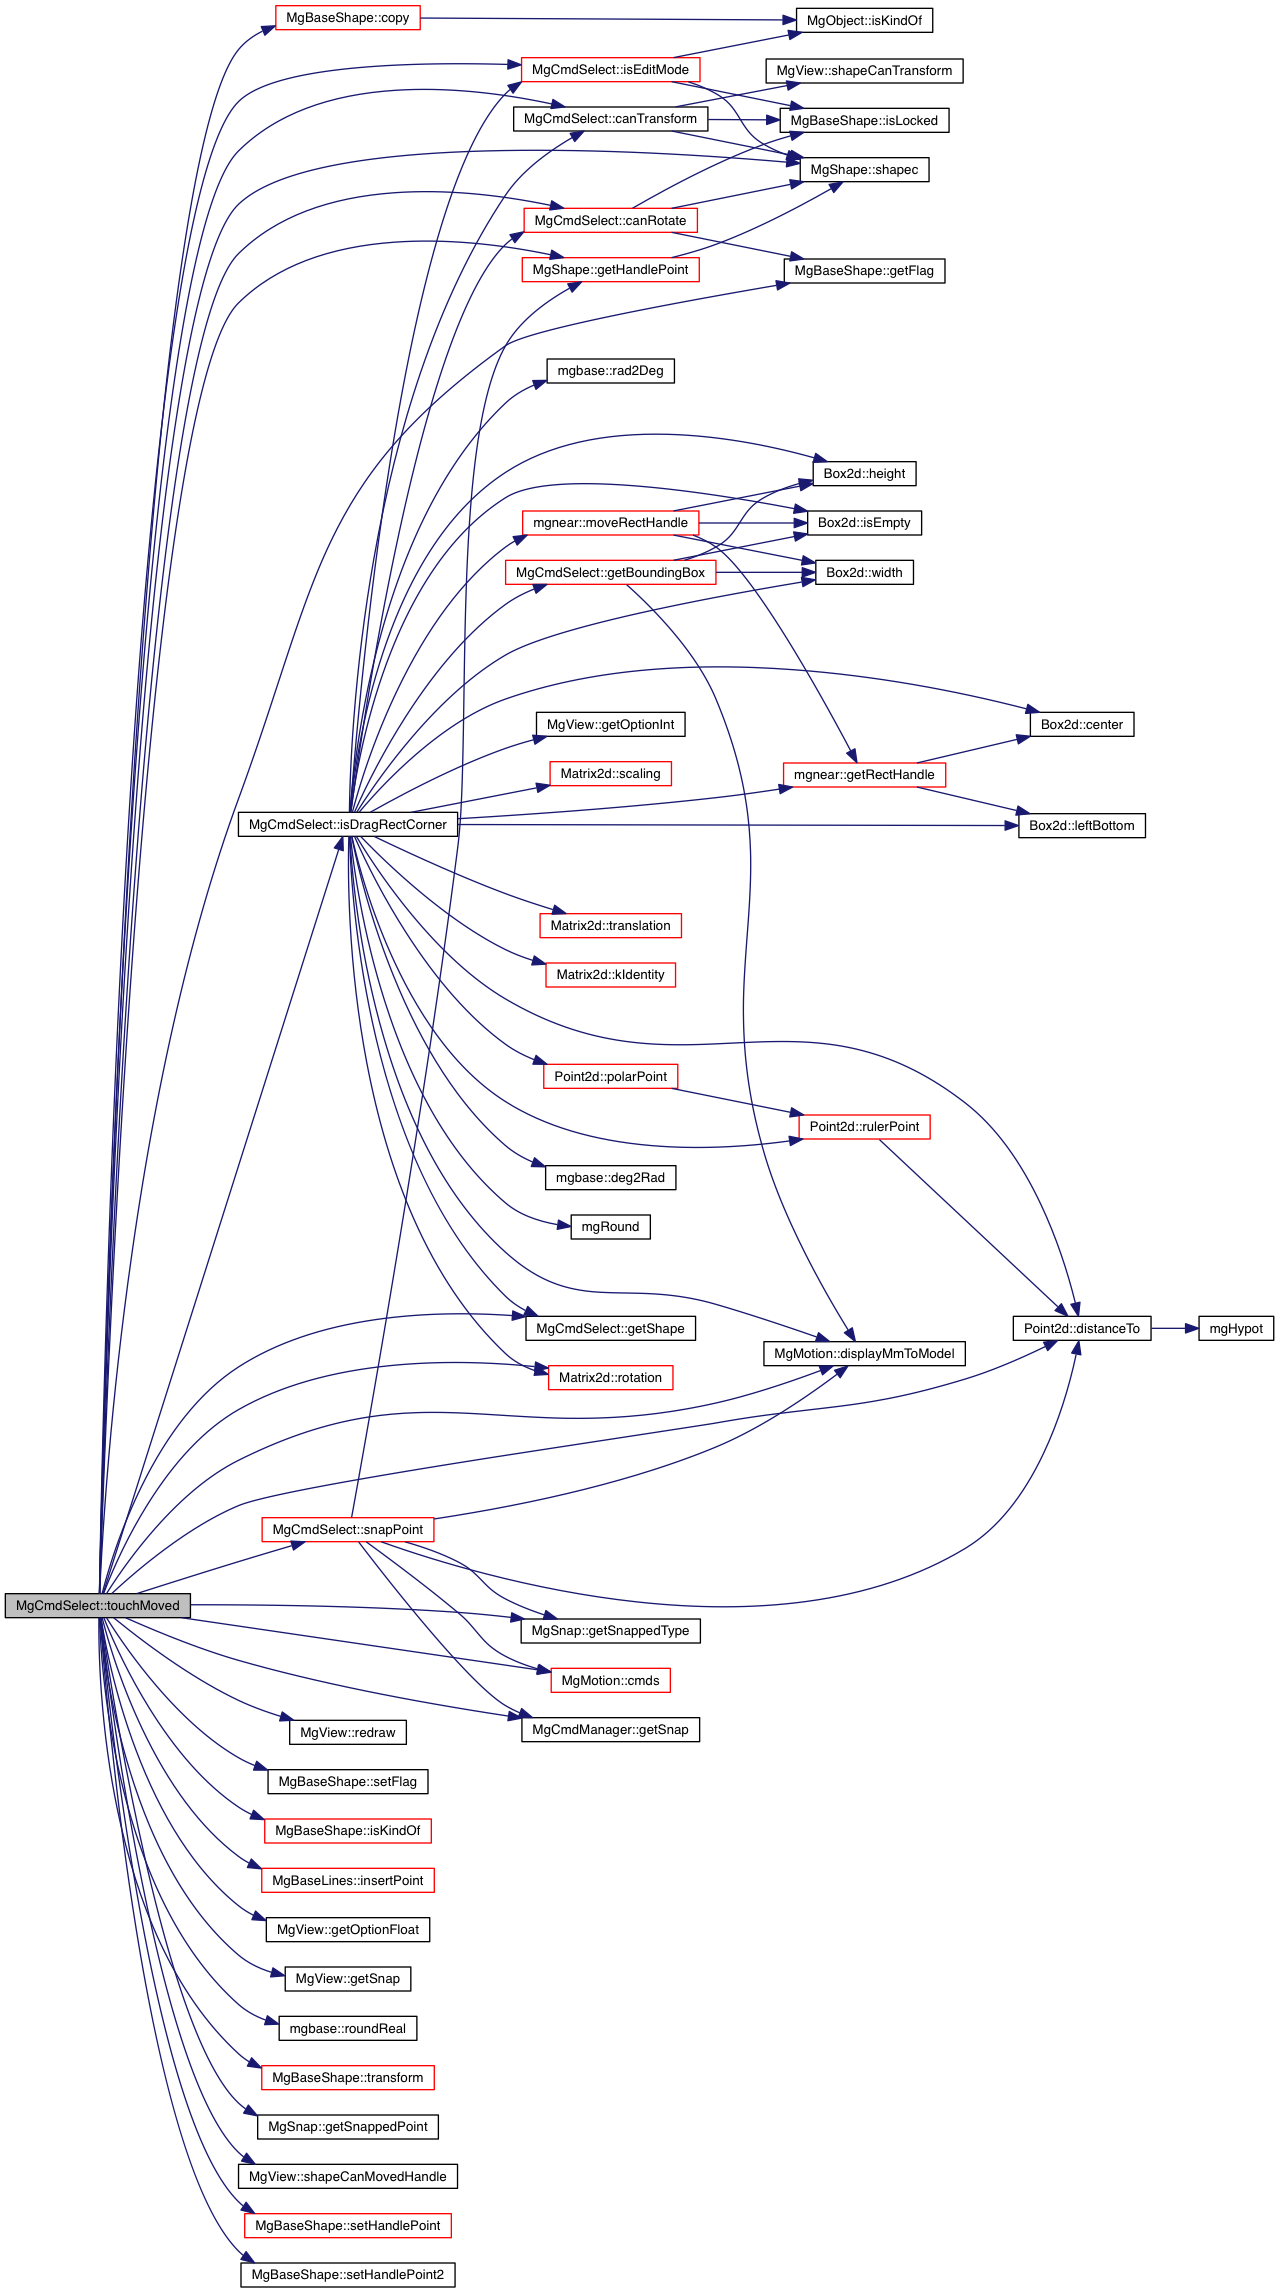 MgBaseShape::copy
MgObject::isKindOf
MgCmdSelect::isEditMode
MgView::shapeCanTransform
MgCmdSelect::canTransform
MgBaseShape::isLocked
MgShape::shapec
MgCmdSelect::canRotate
MgShape::getHandlePoint
MgBaseShape::getFlag
mgbase::rad2Deg
Box2d::height
mgnear::moveRectHandle
Box2d::isEmpty
MgCmdSelect::getBoundingBox
Box2d::width
MgView::getOptionInt
Box2d::center
Matrix2d::scaling
mgnear::getRectHandle
MgCmdSelect::isDragRectCorner
Box2d::leftBottom
Matrix2d::translation
Matrix2d::kIdentity
Point2d::polarPoint
Point2d::rulerPoint
mgbase::deg2Rad
mgRound
MgCmdSelect::getShape
Point2d::distanceTo
mgHypot
MgMotion::displayMmToModel
Matrix2d::rotation
MgCmdSelect::snapPoint
MgCmdSelect::touchMoved
MgSnap::getSnappedType
MgMotion::cmds
MgView::redraw
MgCmdManager::getSnap
MgBaseShape::setFlag
MgBaseShape::isKindOf
MgBaseLines::insertPoint
MgView::getOptionFloat
MgView::getSnap
mgbase::roundReal
MgBaseShape::transform
MgSnap::getSnappedPoint
MgView::shapeCanMovedHandle
MgBaseShape::setHandlePoint
MgBaseShape::setHandlePoint2